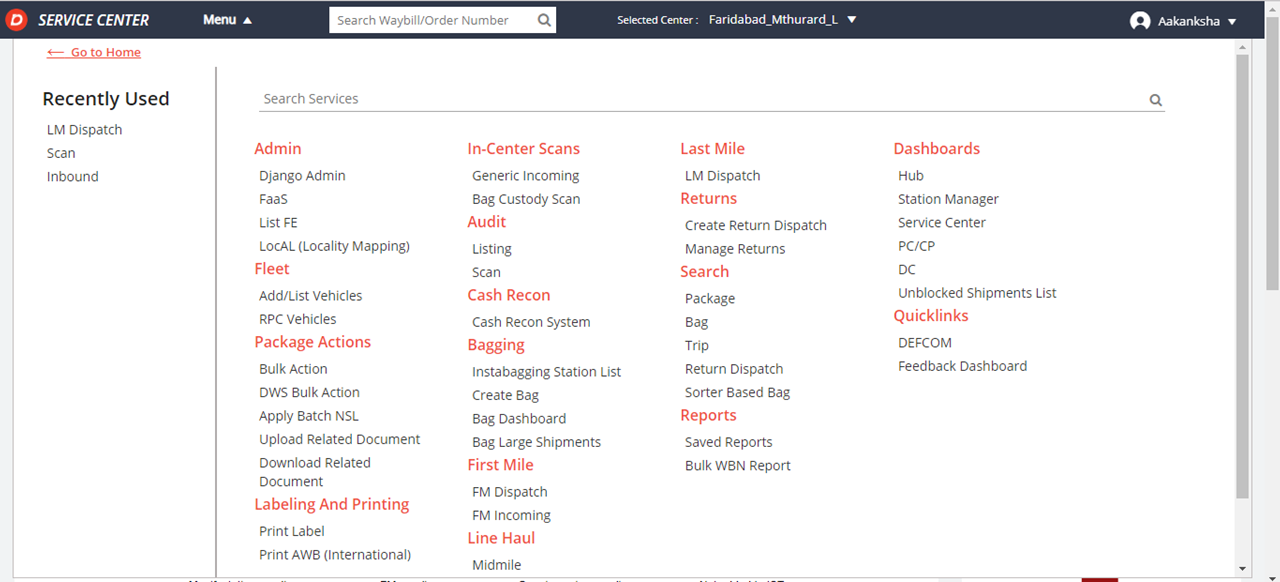 D SERVICE CENTER Menu ▲ Search Waybill/Order Number Selected Center : Faridabad_Mthurard_L ▼ Aakanksha ▼
⟵ Go to Home
Recently Used
LM Dispatch
Scan
Inbound
Search Services
Admin
Django Admin
FaaS
List FE
LocAL (Locality Mapping)
Fleet
Add/List Vehicles
RPC Vehicles
Package Actions
Bulk Action
DWS Bulk Action
Apply Batch NSL
Upload Related Document
Download Related
Document
Labeling And Printing
Print Label
Print AWB (International)
In-Center Scans
Generic Incoming
Bag Custody Scan
Audit
Listing
Scan
Cash Recon
Cash Recon System
Bagging
Instabagging Station List
Create Bag
Bag Dashboard
Bag Large Shipments
First Mile
FM Dispatch
FM Incoming
Line Haul
Midmile
Last Mile
LM Dispatch
Returns
Create Return Dispatch
Manage Returns
Search
Package
Bag
Trip
Return Dispatch
Sorter Based Bag
Reports
Saved Reports
Bulk WBN Report
Dashboards
Hub
Station Manager
Service Center
PC/CP
DC
Unblocked Shipments List
Quicklinks
DEFCOM
Feedback Dashboard